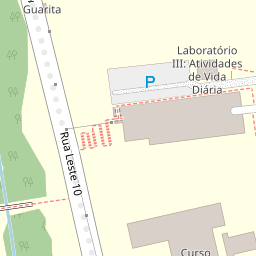 Guarita
Laboratório
III: Atividades
de Vida
Diária
P
Rua Leste 10
Curso